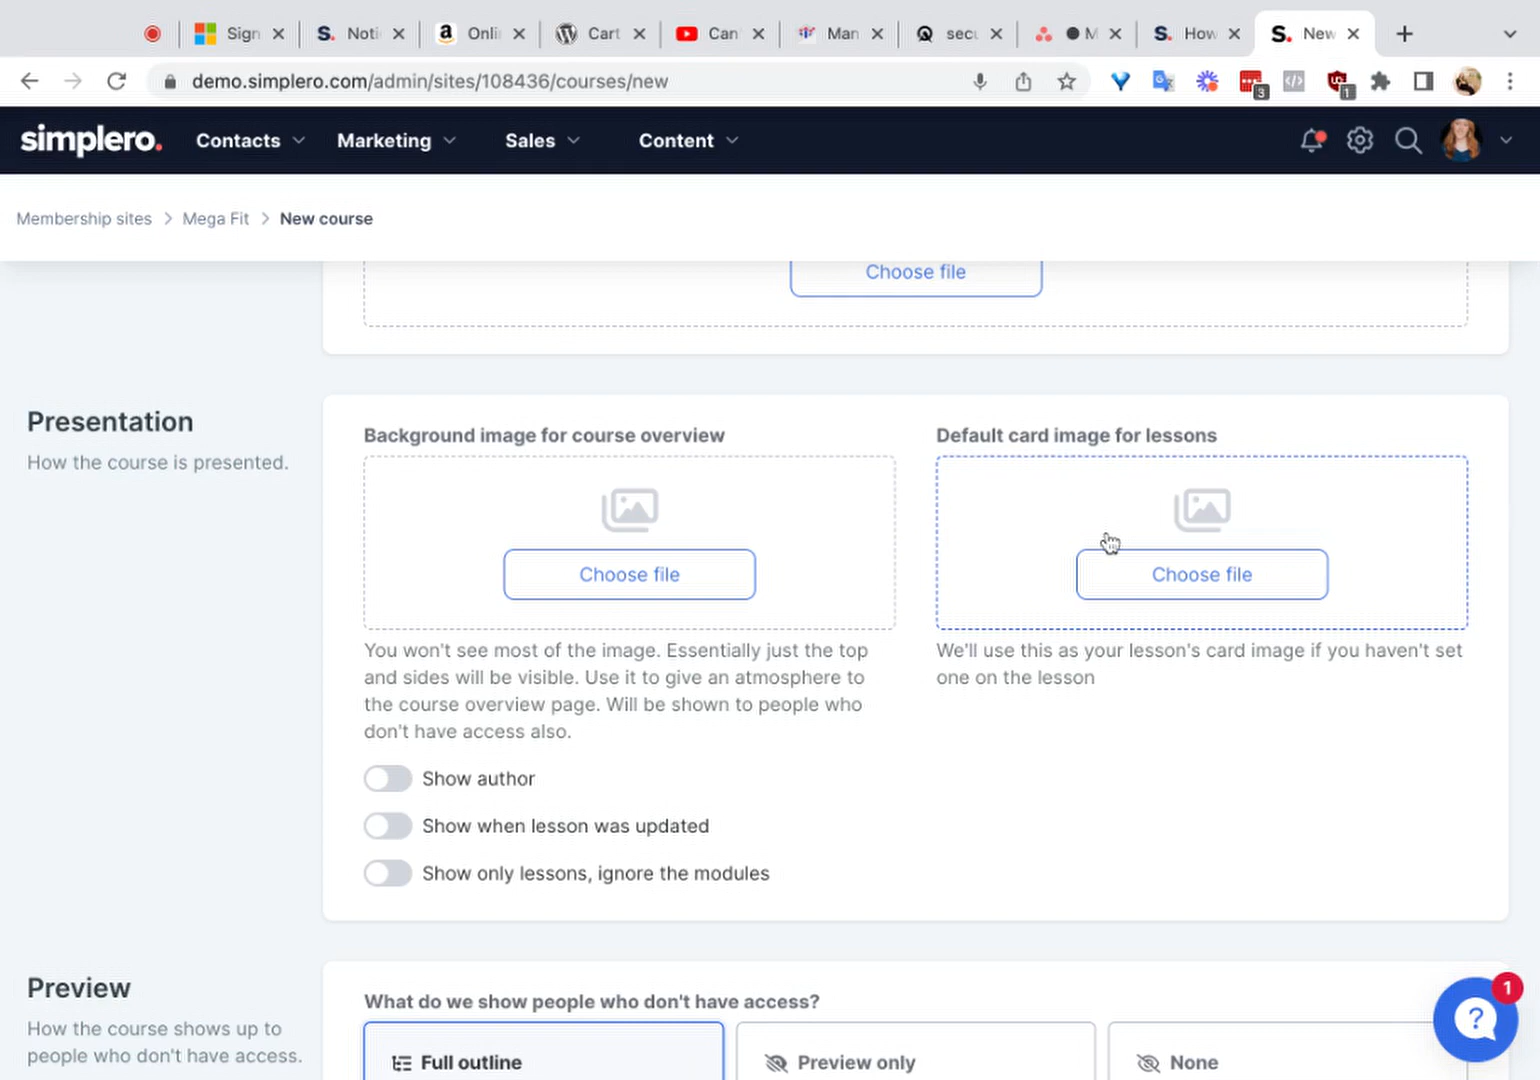 Sign
S. Noti
Onli
Cart
Can
Man
secu
M
S. How
S. New
demo.simplero.com/admin/sites/108436/courses/new
3
1
simplero.
Contacts
Marketing
Sales
Content
Membership sites > Mega Fit > New course
Choose file
Presentation
How the course is presented.
Background image for course overview
Choose file
You won't see most of the image. Essentially just the top
and sides will be visible. Use it to give an atmosphere to
the course overview page. Will be shown to people who
don't have access also.
Default card image for lessons
Choose file
We'll use this as your lesson's card image if you haven't set
one on the lesson
Show author
Show when lesson was updated
Show only lessons, ignore the modules
Preview
How the course shows up to
people who don't have access.
What do we show people who don't have access?
Full outline
Preview only
None
1